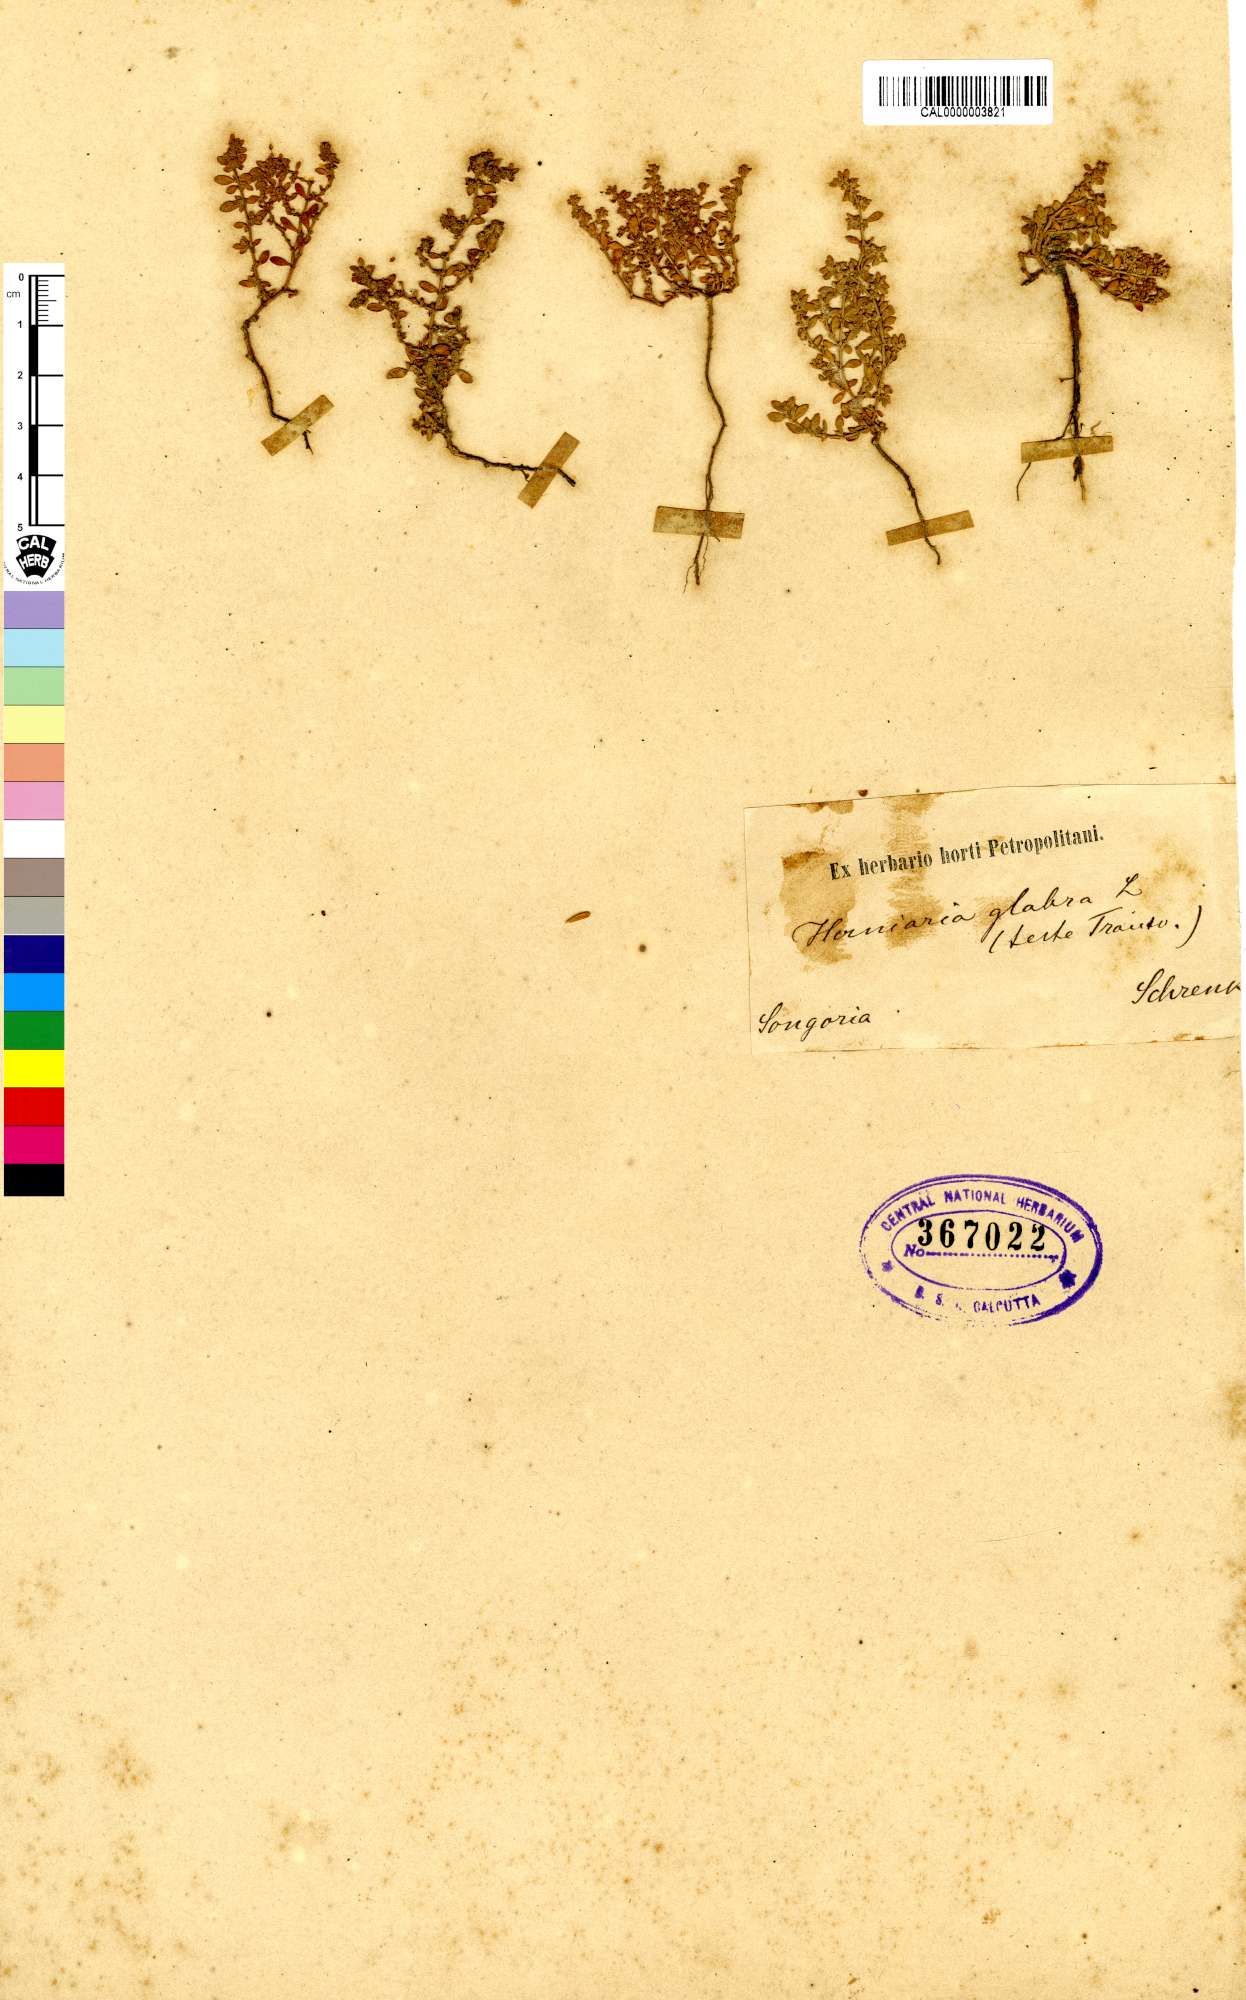 CAL0000003821
0
cm
1
2
3
4
5
CAL
HERB
Ex herbario horti Petropolitani.
Herniaria glabra L
(teste Trautv.)
Schrenk
Songoria
CENTRAL NATIONAL HERBARIUM
No 367022
CALCUTTA